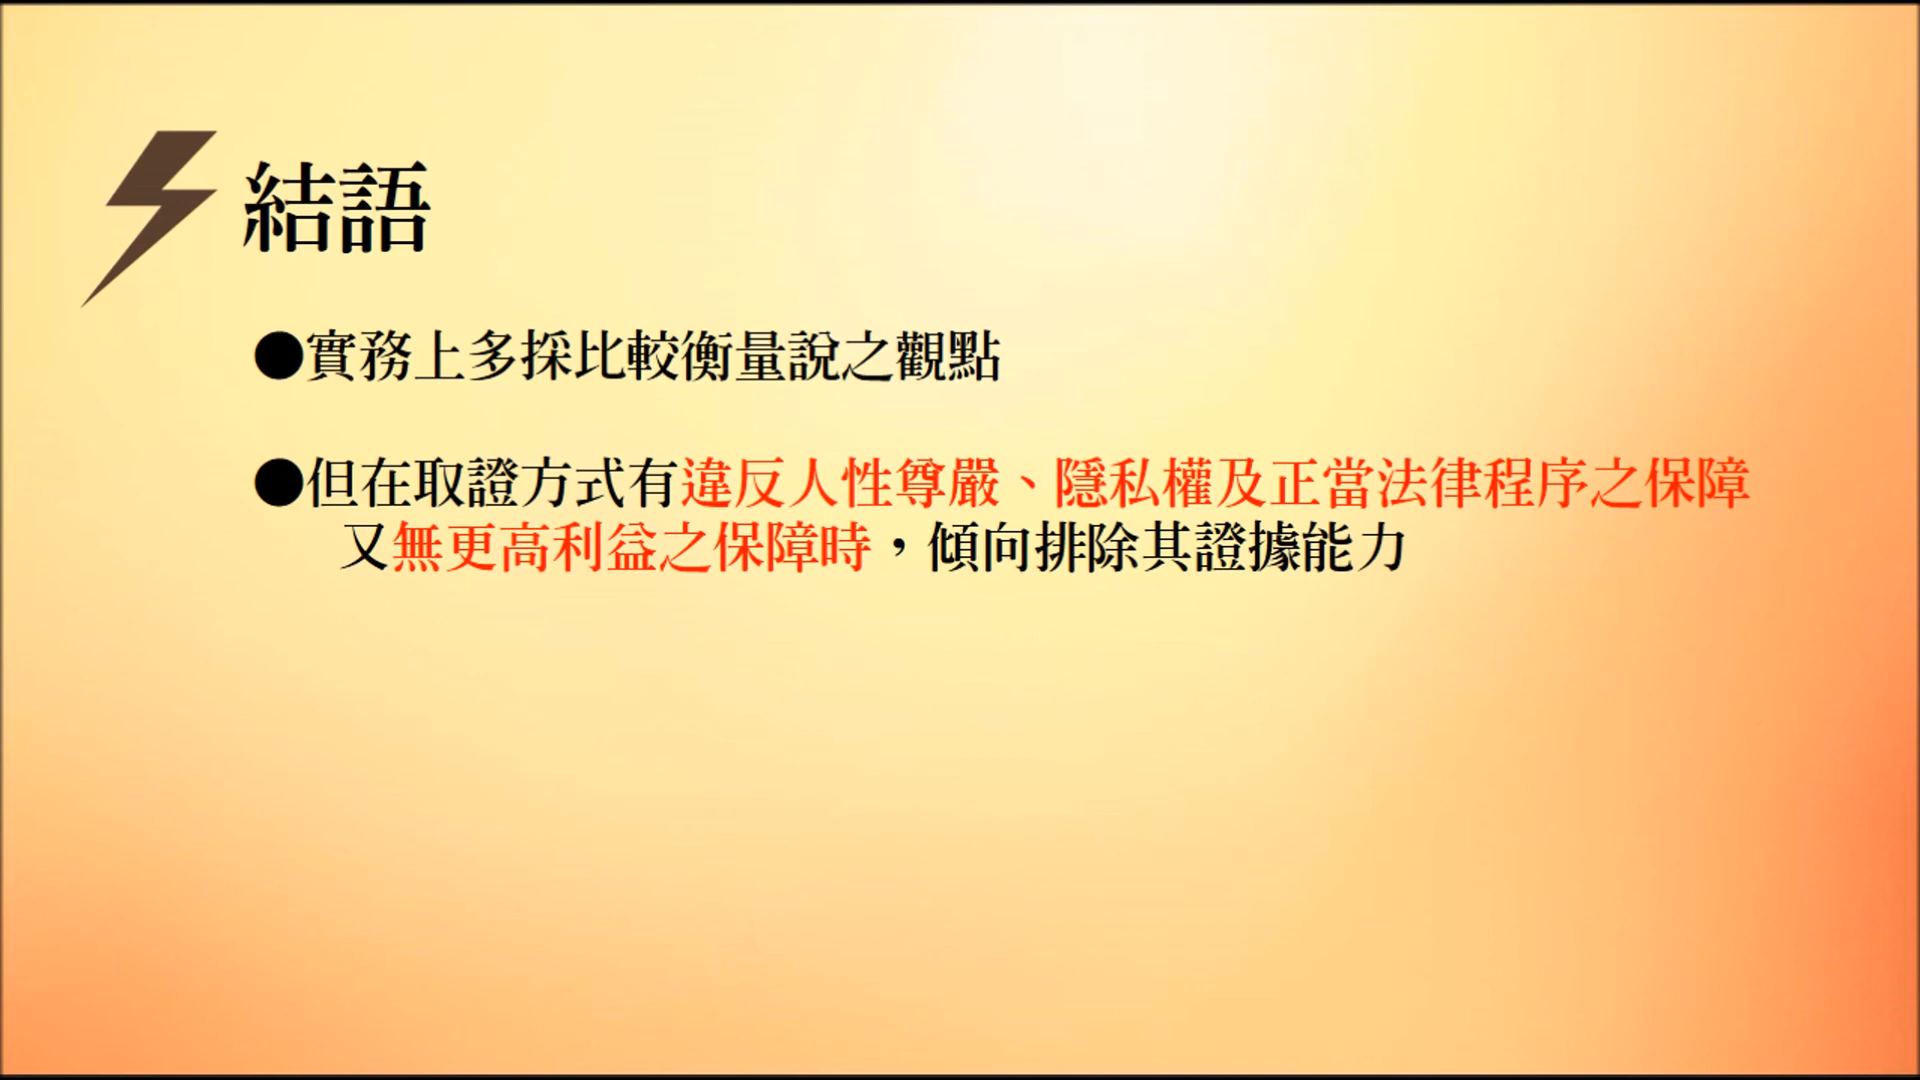 結語
●實務上多採比較衡量說之觀點
●但在取證方式有違反人性尊嚴、隱私權及正當法律程序之保障
又無更高利益之保障時，傾向排除其證據能力